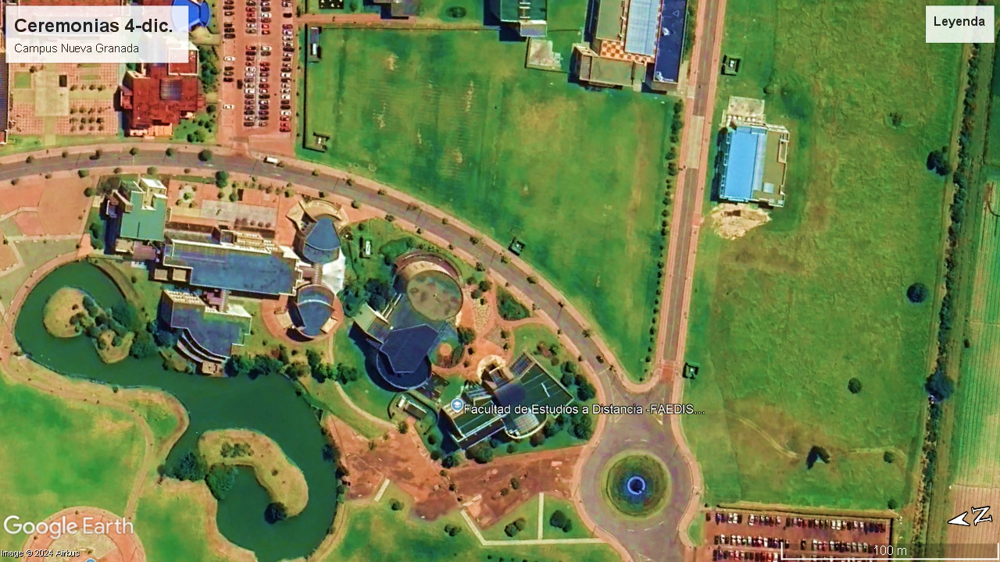 Ceremonias 4-dic.
Campus Nueva Granada
Leyenda
Facultad de Estudios a Distancia -FAEDIS...
Google Earth
Image © 2024 Airbus
100 m
N